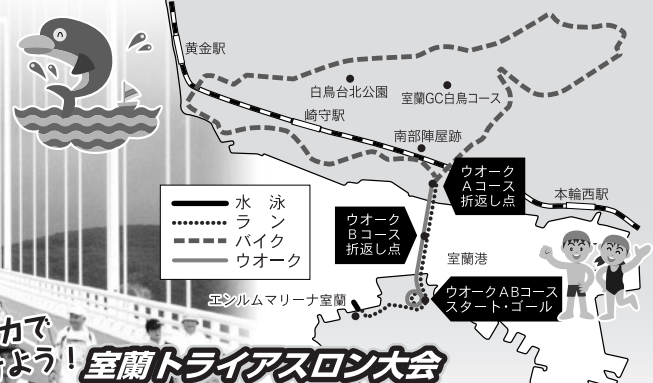 黄金駅
白鳥台北公園
室蘭GC白鳥コース
崎守駅
南部陣屋跡
ウオーク
Aコース
折返し点
本輪西駅
水　泳
ラ　ン
バイク
ウオーク
ウオーク
Bコース
折返し点
室蘭港
エンルムマリーナ室蘭
ウオークABコース
スタート・ゴール
カで
よう！
室蘭トライアスロン大会